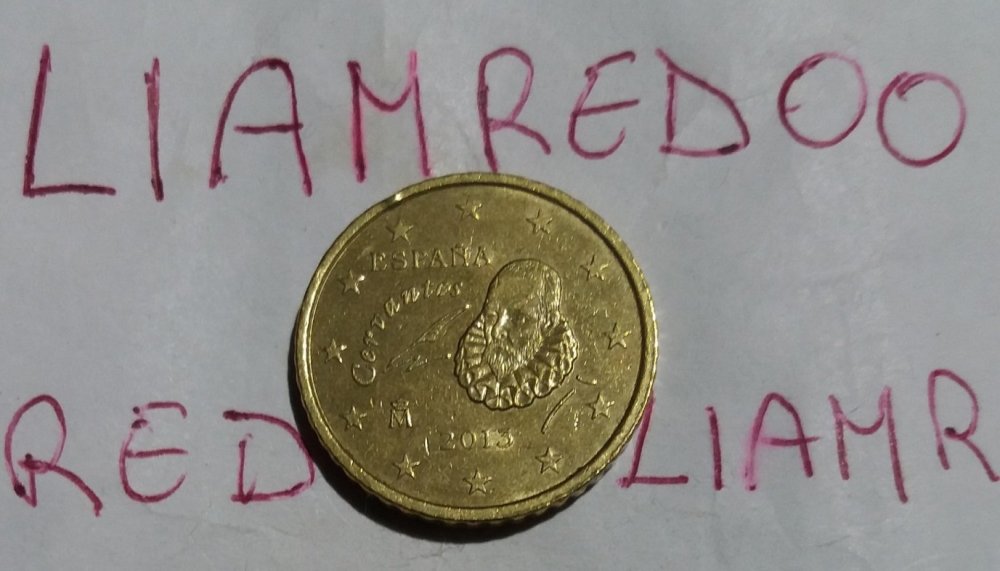 LIAMREDOO
ESPAÑA
Cervantes
M
2013
RED LIAMR